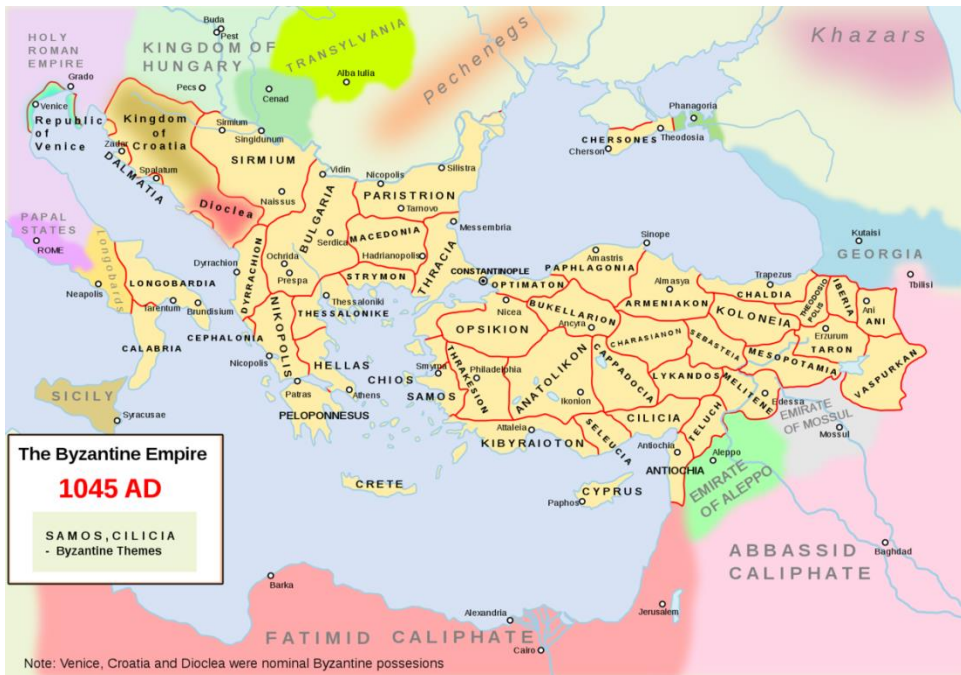 HOLY
ROMAN
EMPIRE
Grado
Venice
Republic
of
Venice
Buda
Pest
KINGDOM OF
HUNGARY
Pecs
Cenad
TRANSYLVANIA
Alba Iulia
Pechenegs
Khazars
Kingdom
of
Croatia
Zadar
Spalatum
DALMATIA
Sirmium
Singidunum
SIRMIUM
Naissus
Dioclea
Vidin
BULGARIA
Serdica
Ochrida
Prespa
Nicopolis
Silistra
PARISTRION
Tarnovo
MACEDONIA
Hadrianopolis
Messembria
THRACIA
STRYMON
Thessaloniki
THESSALONIKE
Dyrrachion
DYRRACHION
NIKOPOLIS
Nicopolis
CEPHALONIA
HELLAS
Patras
Athens
PELOPONNESUS
PAPAL
STATES
ROME
Longobards
Neapolis
LONGOBARDIA
Tarentum
Brundisium
CALABRIA
SICILY
Syracusae
CHERSONES
Cherson
Theodosia
Phanagoria
CONSTANTINOPLE
OPTIMATON
Nicea
OPSIKION
BUKELLARION
Ancyra
PAPHLAGONIA
Amastris
Sinope
Almasya
ARMENIAKON
CHARSIANON
SEBASTEIA
KOLONEIA
Trapezus
CHALDIA
THEODOSIO
POLIS
IBERIA
Ani
ANI
Erzurum
TARON
MESOPOTAMIA
VASPURKAN
Kutaisi
GEORGIA
Tbilisi
CHIOS
SAMOS
Smyrna
THRAKESION
Philadelphia
ANATOLIKON
Ikonion
CAPPADOCIA
LYKANDOS
MELITENE
Edessa
CILICIA
TELUCH
SELEUCIA
Attaleia
KIBYRAIOTON
Antiochia
ANTIOCHIA
Aleppo
EMIRATE
OF ALEPPO
EMIRATE
OF MOSSUL
Mossul
CRETE
CYPRUS
Paphos
ABBASSID
CALIPHATE
Baghdad
Jerusalem
Barka
Alexandria
Cairo
FATIMID CALIPHATE
The Byzantine Empire
1045 AD
SAMOS, CILICIA
- Byzantine Themes
Note: Venice, Croatia and Dioclea were nominal Byzantine possesions